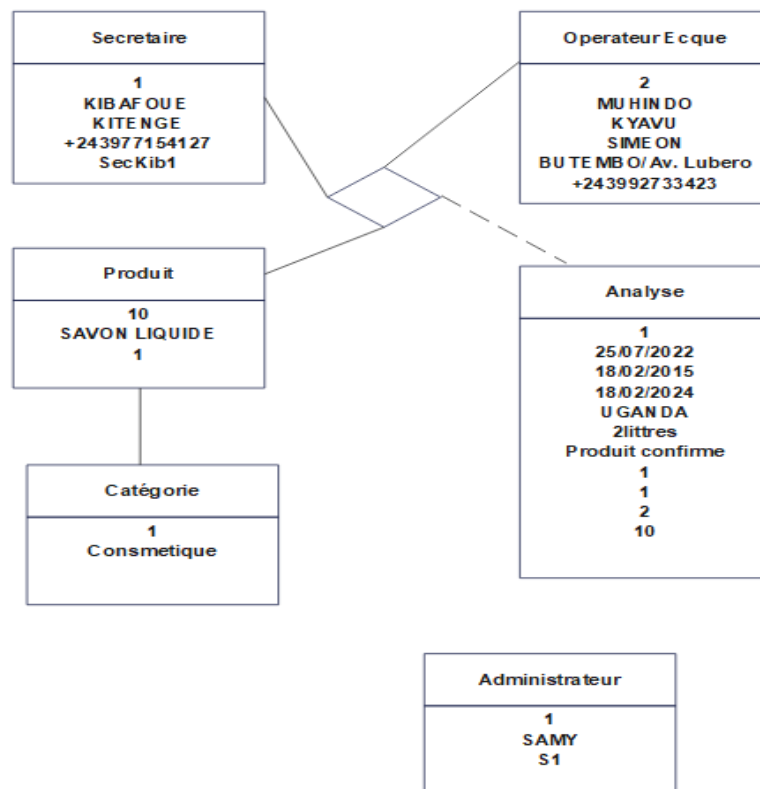 Secretaire
1
KIBAFOUE
KITENGE
+243977154127
SecKib1
Operateur Ecque
2
MUHINDO
KYAVU
SIMEON
BUTEMBO/ Av. Lubero
+243992733423
Produit
10
SAVON LIQUIDE
1
Analyse
1
25/07/2022
18/02/2015
18/02/2024
UGANDA
2littres
Produit confirme
1
1
2
10
Catégorie
1
Consmetique
Administrateur
1
SAMY
S1